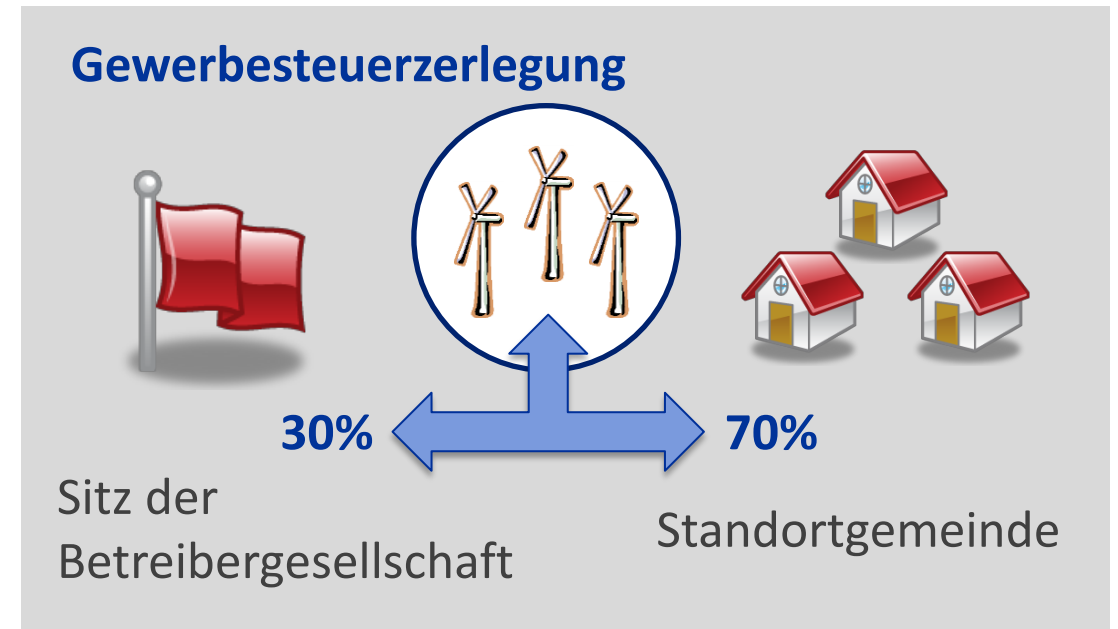 Gewerbesteuerzerlegung
30%
70%
Sitz der
Betreibergesellschaft
Standortgemeinde